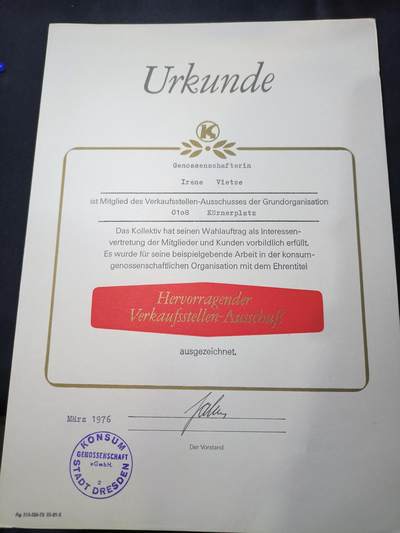 Urkunde
K
Genossenschafterin
Irene Vietze
ist Mitglied des Verkaufsstellen-Ausschusses der Grundorganisation
0108 Körnerplatz
Das Kollektiv hat seinen Wahlauftrag als Interessen-
vertretung der Mitglieder und Kunden vorbildlich erfüllt.
Es wurde für seine beispielgebende Arbeit in der konsum-
genossenschaftlichen Organisation mit dem Ehrentitel
Hervorragender
Verkaufsstellen-Ausschuß
ausgezeichnet.
März 1976
Der Vorstand
KONSUM
GENOSSENSCHAFT
eGmbH.
2
STADT DRESDEN